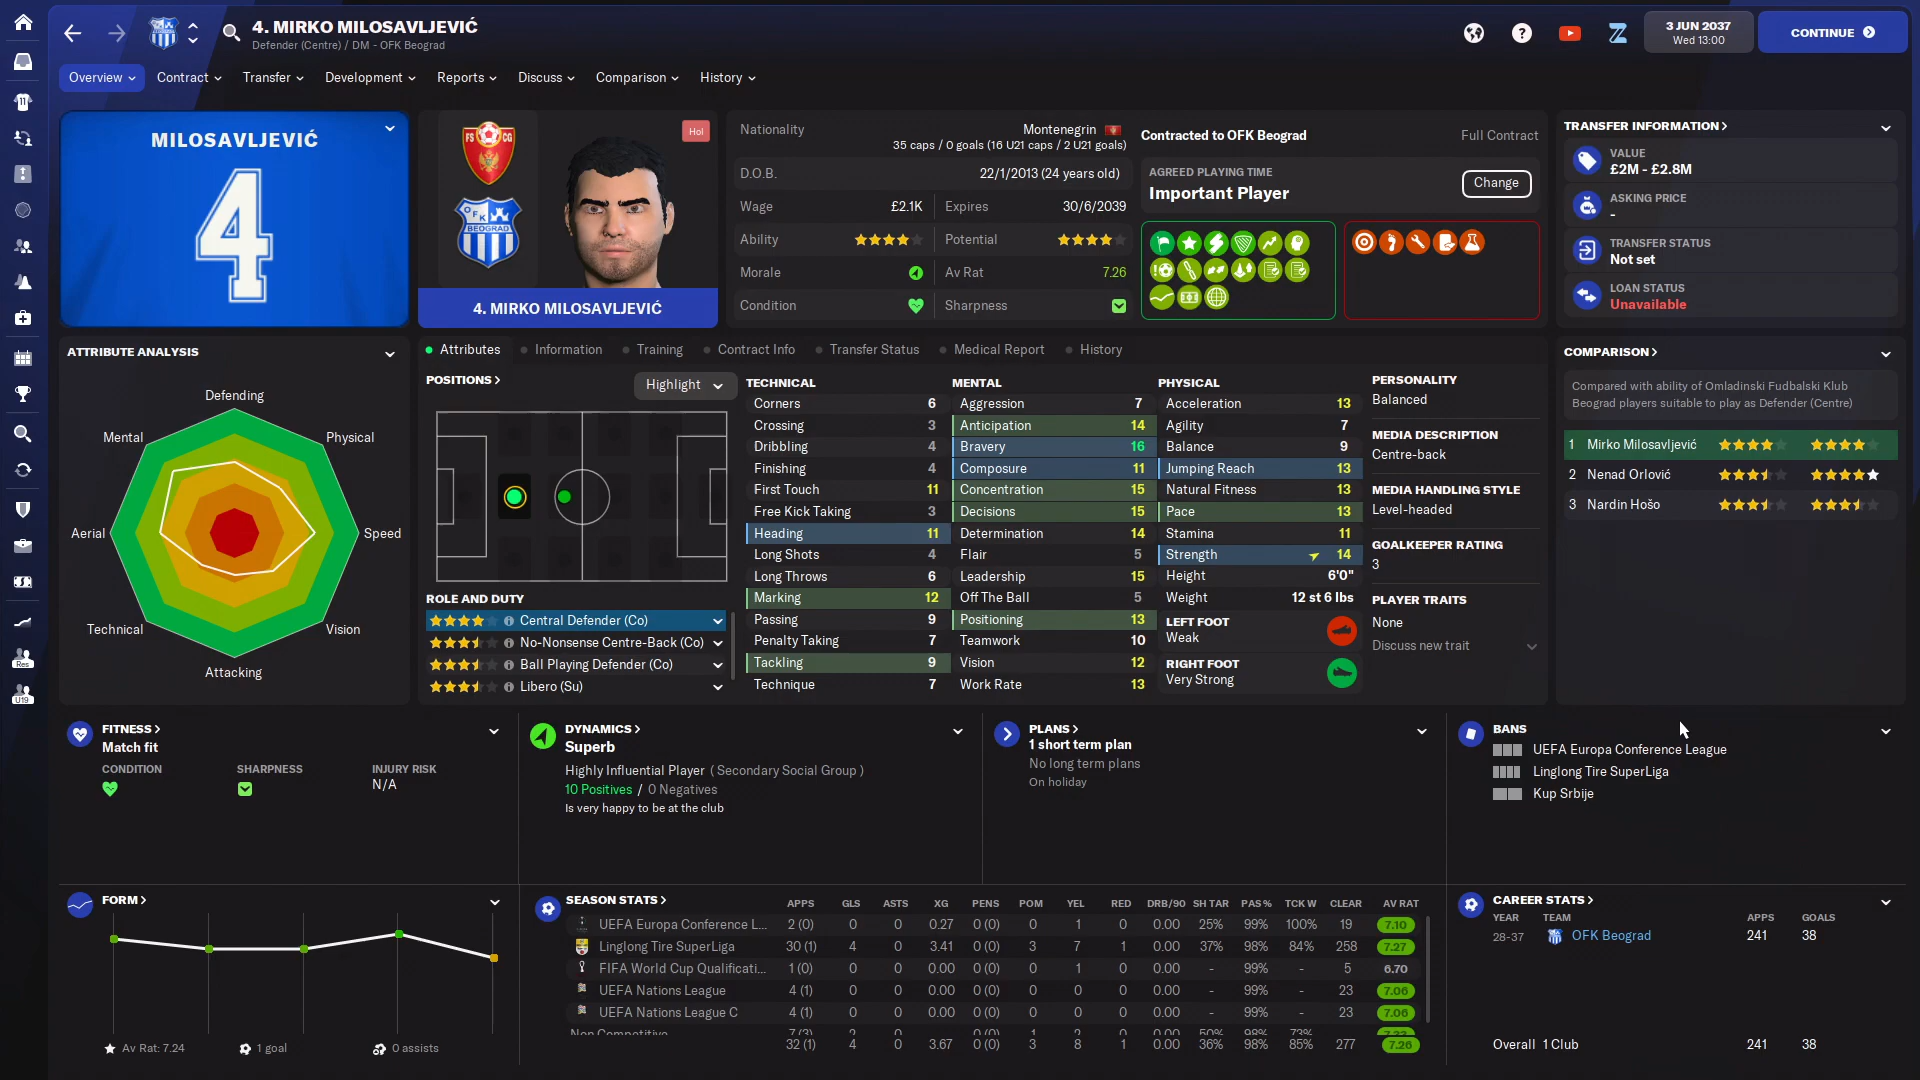 4. MIRKO MILOSAVLJEVIĆ
Defender (Centre) / DM - OFK Beograd
3 JUN 2037
Wed 13:00
CONTINUE
Overview
Contract
Transfer
Development
Reports
Discuss
Comparison
History
MILOSAVLJEVIĆ
4
FS CG
OFK
BEOGRAD
Hol
4. MIRKO MILOSAVLJEVIĆ
Nationality Montenegrin
35 caps / 0 goals (16 U21 caps / 2 U21 goals)
D.O.B. 22/1/2013 (24 years old)
Wage £2.1K Expires 30/6/2039
Ability Potential
Morale Av Rat 7.26
Condition Sharpness
Contracted to OFK Beograd Full Contract
AGREED PLAYING TIME
Important Player
Change
TRANSFER INFORMATION >
VALUE
£2M - £2.8M
ASKING PRICE
-
TRANSFER STATUS
Not set
LOAN STATUS
Unavailable
ATTRIBUTE ANALYSIS
Defending
Mental Physical
Aerial Speed
Technical Vision
Attacking
Attributes Information Training Contract Info Transfer Status Medical Report History
POSITIONS >
Highlight
ROLE AND DUTY
Central Defender (Co)
No-Nonsense Centre-Back (Co)
Ball Playing Defender (Co)
Libero (Su)
TECHNICAL
Corners 6
Crossing 3
Dribbling 4
Finishing 4
First Touch 11
Free Kick Taking 3
Heading 11
Long Shots 4
Long Throws 6
Marking 12
Passing 9
Penalty Taking 7
Tackling 9
Technique 7
MENTAL
Aggression 7
Anticipation 14
Bravery 16
Composure 11
Concentration 15
Decisions 15
Determination 14
Flair 5
Leadership 15
Off The Ball 5
Positioning 13
Teamwork 10
Vision 12
Work Rate 13
PHYSICAL
Acceleration 13
Agility 7
Balance 9
Jumping Reach 13
Natural Fitness 13
Pace 13
Stamina 11
Strength 14
Height 6'0"
Weight 12 st 6 lbs
LEFT FOOT
Weak
RIGHT FOOT
Very Strong
PERSONALITY
Balanced
MEDIA DESCRIPTION
Centre-back
MEDIA HANDLING STYLE
Level-headed
GOALKEEPER RATING
3
PLAYER TRAITS
None
Discuss new trait
COMPARISON >
Compared with ability of Omladinski Fudbalski Klub
Beograd players suitable to play as Defender (Centre)
1 Mirko Milosavljević
2 Nenad Orlović
3 Nardin Hošo
Res
U19
FITNESS >
Match fit
CONDITION SHARPNESS INJURY RISK
N/A
DYNAMICS >
Superb
Highly Influential Player ( Secondary Social Group )
10 Positives / 0 Negatives
Is very happy to be at the club
PLANS >
1 short term plan
No long term plans
On holiday
BANS
UEFA Europa Conference League
Linglong Tire SuperLiga
Kup Srbije
FORM >
Av Rat: 7.24 1 goal 0 assists
SEASON STATS > APPS GLS ASTS XG PENS POM YEL RED DRB/90 SH TAR PAS % TCK W CLEAR AV RAT
UEFA Europa Conference L... 2 (0) 0 0 0.27 0 (0) 0 1 0 0.00 25% 99% 100% 19 7.10
Linglong Tire SuperLiga 30 (1) 4 0 3.41 0 (0) 3 7 1 0.00 37% 98% 84% 258 7.27
FIFA World Cup Qualificati... 1 (0) 0 0 0.00 0 (0) 0 1 0 0.00 - 99% - 5 6.70
UEFA Nations League 4 (1) 0 0 0.00 0 (0) 0 0 0 0.00 - 99% - 23 7.06
UEFA Nations League C 4 (1) 0 0 0.00 0 (0) 0 0 0 0.00 - 99% - 23 7.06
Non Competitive 7 (3) 2 0 0 (0) 1 2 0 0.00 50% 98% 73%
32 (1) 4 0 3.67 0 (0) 3 8 1 0.00 36% 98% 85% 277 7.26
CAREER STATS >
YEAR TEAM APPS GOALS
28-37 OFK Beograd 241 38
Overall 1 Club 241 38